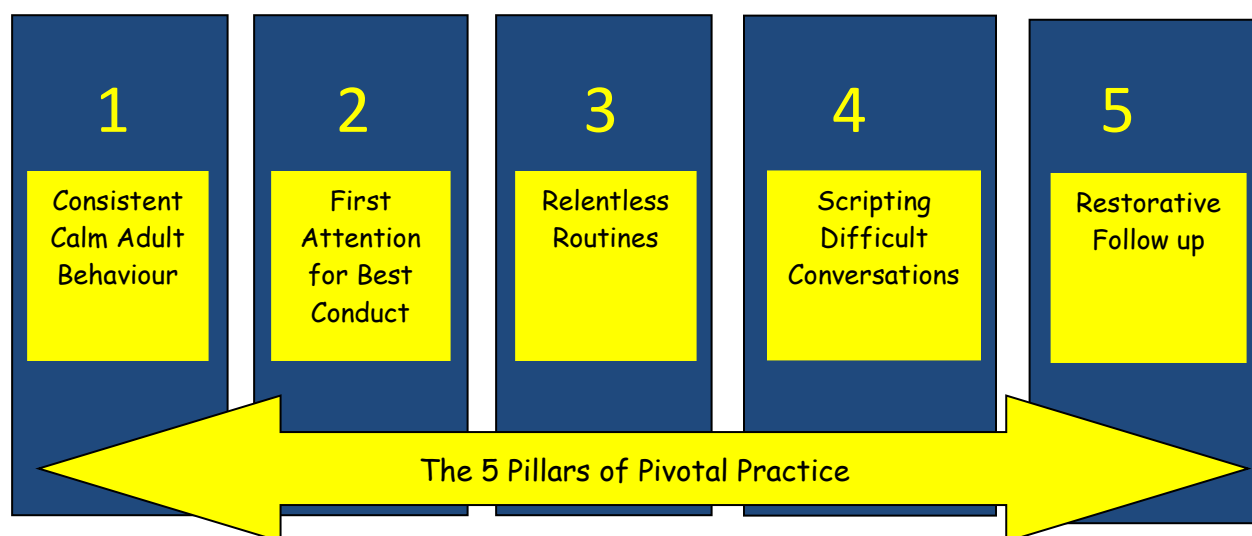 1
Consistent
Calm Adult
Behaviour
2
First
Attention
for Best
Conduct
3
Relentless
Routines
4
Scripting
Difficult
Conversations
5
Restorative
Follow up
The 5 Pillars of Pivotal Practice